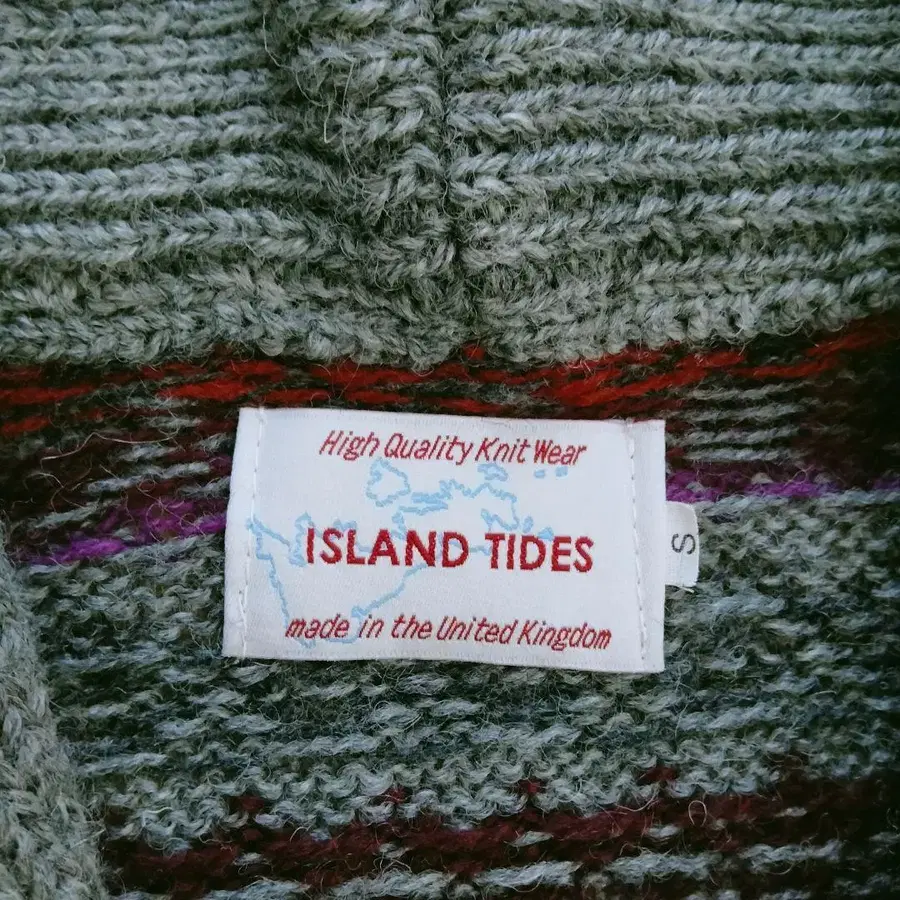 High Quality Knit Wear
ISLAND TIDES
S
made in the United Kingdom